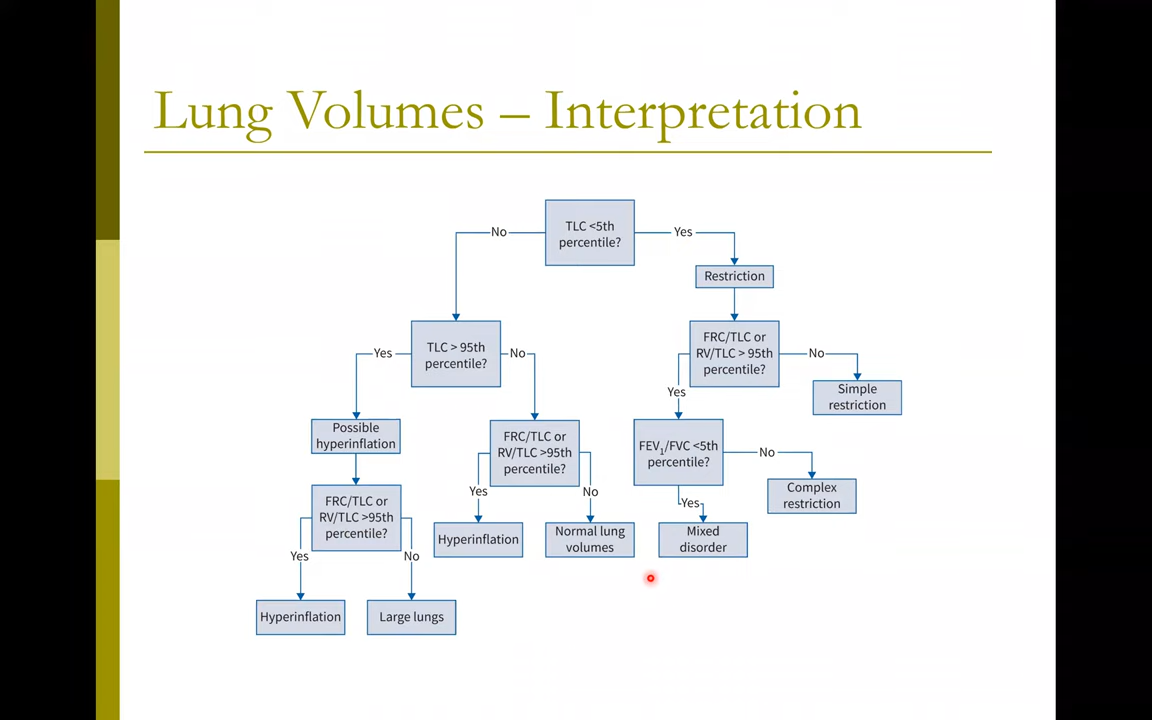 Lung Volumes – Interpretation
TLC <5th
percentile?
No
Yes
Restriction
TLC > 95th
percentile?
Yes
No
FRC/TLC or
RV/TLC > 95th
percentile?
No
Yes
Simple
restriction
Possible
hyperinflation
FRC/TLC or
RV/TLC >95th
percentile?
Yes
No
FEV₁/FVC <5th
percentile?
No
Yes
Complex
restriction
FRC/TLC or
RV/TLC >95th
percentile?
Yes
No
Hyperinflation
Normal lung
volumes
Mixed
disorder
Hyperinflation
Large lungs